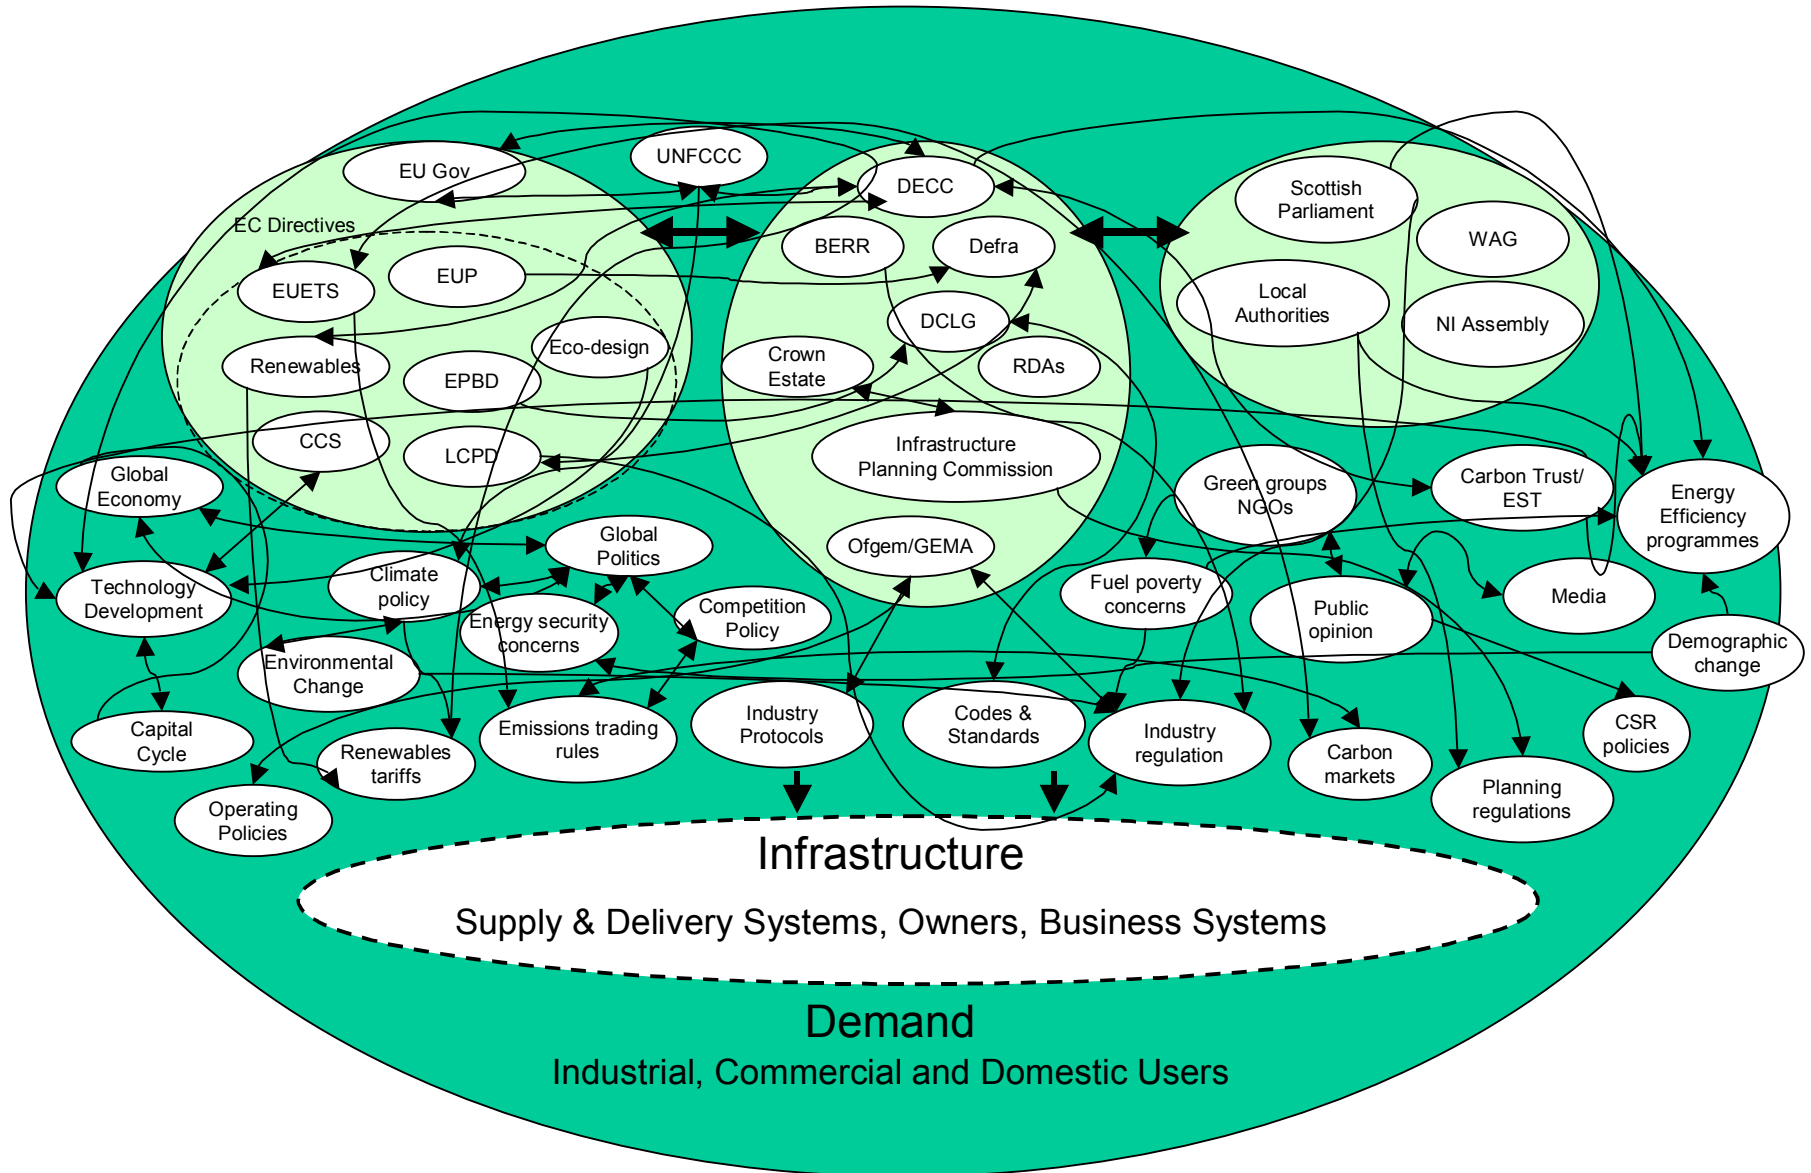 EU Gov
UNFCCC
DECC
Scottish
Parliament
WAG
EC Directives
BERR
Defra
EUETS
EUP
Local
Authorities
DCLG
NI Assembly
Renewables
Eco-design
EPBD
Crown
Estate
RDAs
CCS
LCPD
Infrastructure
Planning Commission
Global
Economy
Green groups
NGOs
Carbon Trust/
EST
Energy
Efficiency
programmes
Global
Politics
Ofgem/GEMA
Technology
Development
Climate
policy
Fuel poverty
concerns
Media
Energy security
concerns
Competition
Policy
Public
opinion
Demographic
change
Environmental
Change
Capital
Cycle
Renewables
tariffs
Emissions trading
rules
Industry
Protocols
Codes &
Standards
Industry
regulation
Carbon
markets
CSR
policies
Operating
Policies
Planning
regulations
Infrastructure
Supply & Delivery Systems, Owners, Business Systems
Demand
Industrial, Commercial and Domestic Users